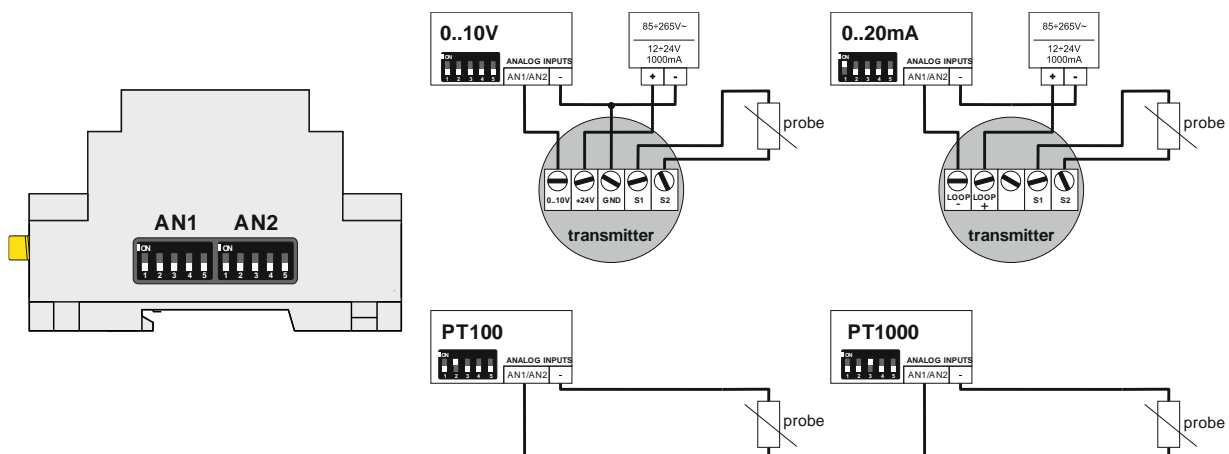 AN1 AN2
ON ON
1 2 3 4 5 1 2 3 4 5
0..10V
ON
1 2 3 4 5
ANALOG INPUTS
AN1/AN2 -
85÷265V~
12÷24V
1000mA
+ -
probe
0..10V +24V GND S1 S2
transmitter
0..20mA
ON
1 2 3 4 5
ANALOG INPUTS
AN1/AN2 -
85÷265V~
12÷24V
1000mA
+ -
probe
LOOP - LOOP + S1 S2
transmitter
PT100
ON
1 2 3 4 5
ANALOG INPUTS
AN1/AN2 -
probe
PT1000
ON
1 2 3 4 5
ANALOG INPUTS
AN1/AN2 -
probe